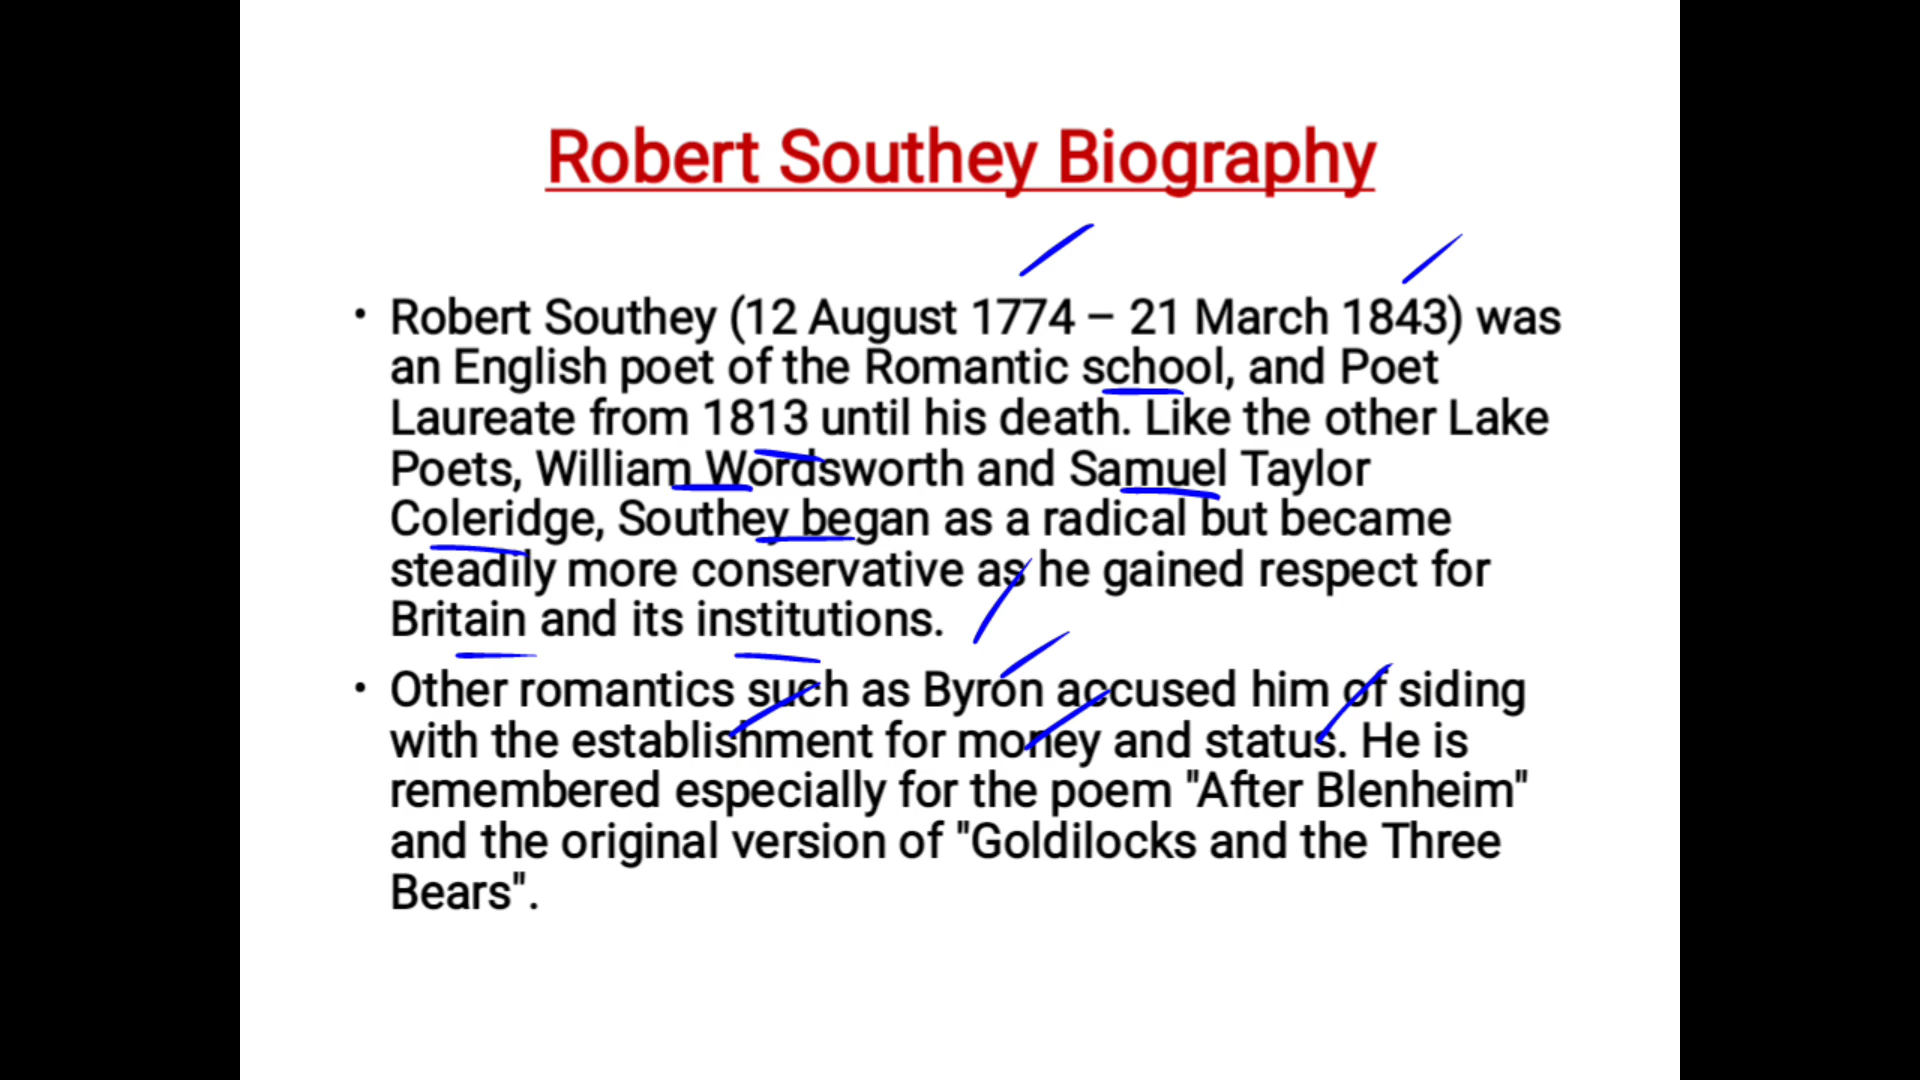 Robert Southey Biography
• Robert Southey (12 August 1774 – 21 March 1843) was
an English poet of the Romantic school, and Poet
Laureate from 1813 until his death. Like the other Lake
Poets, William Wordsworth and Samuel Taylor
Coleridge, Southey began as a radical but became
steadily more conservative as he gained respect for
Britain and its institutions.
• Other romantics such as Byron accused him of siding
with the establishment for money and status. He is
remembered especially for the poem "After Blenheim"
and the original version of "Goldilocks and the Three
Bears".